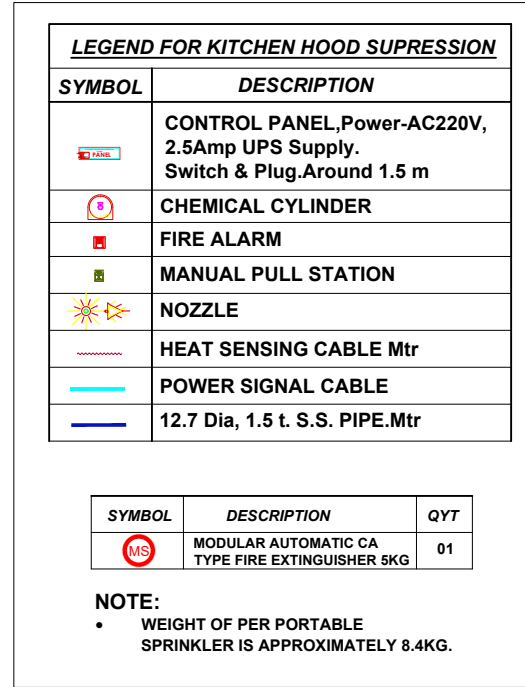 LEGEND FOR KITCHEN HOOD SUPRESSION
SYMBOL DESCRIPTION
PANEL
CONTROL PANEL,Power-AC220V,
2.5Amp UPS Supply.
Switch & Plug.Around 1.5 m
8 CHEMICAL CYLINDER
FIRE ALARM
MANUAL PULL STATION
NOZZLE
HEAT SENSING CABLE Mtr
POWER SIGNAL CABLE
12.7 Dia, 1.5 t. S.S. PIPE.Mtr
SYMBOL DESCRIPTION QYT
MS MODULAR AUTOMATIC CA 01
TYPE FIRE EXTINGUISHER 5KG
NOTE:
• WEIGHT OF PER PORTABLE
SPRINKLER IS APPROXIMATELY 8.4KG.